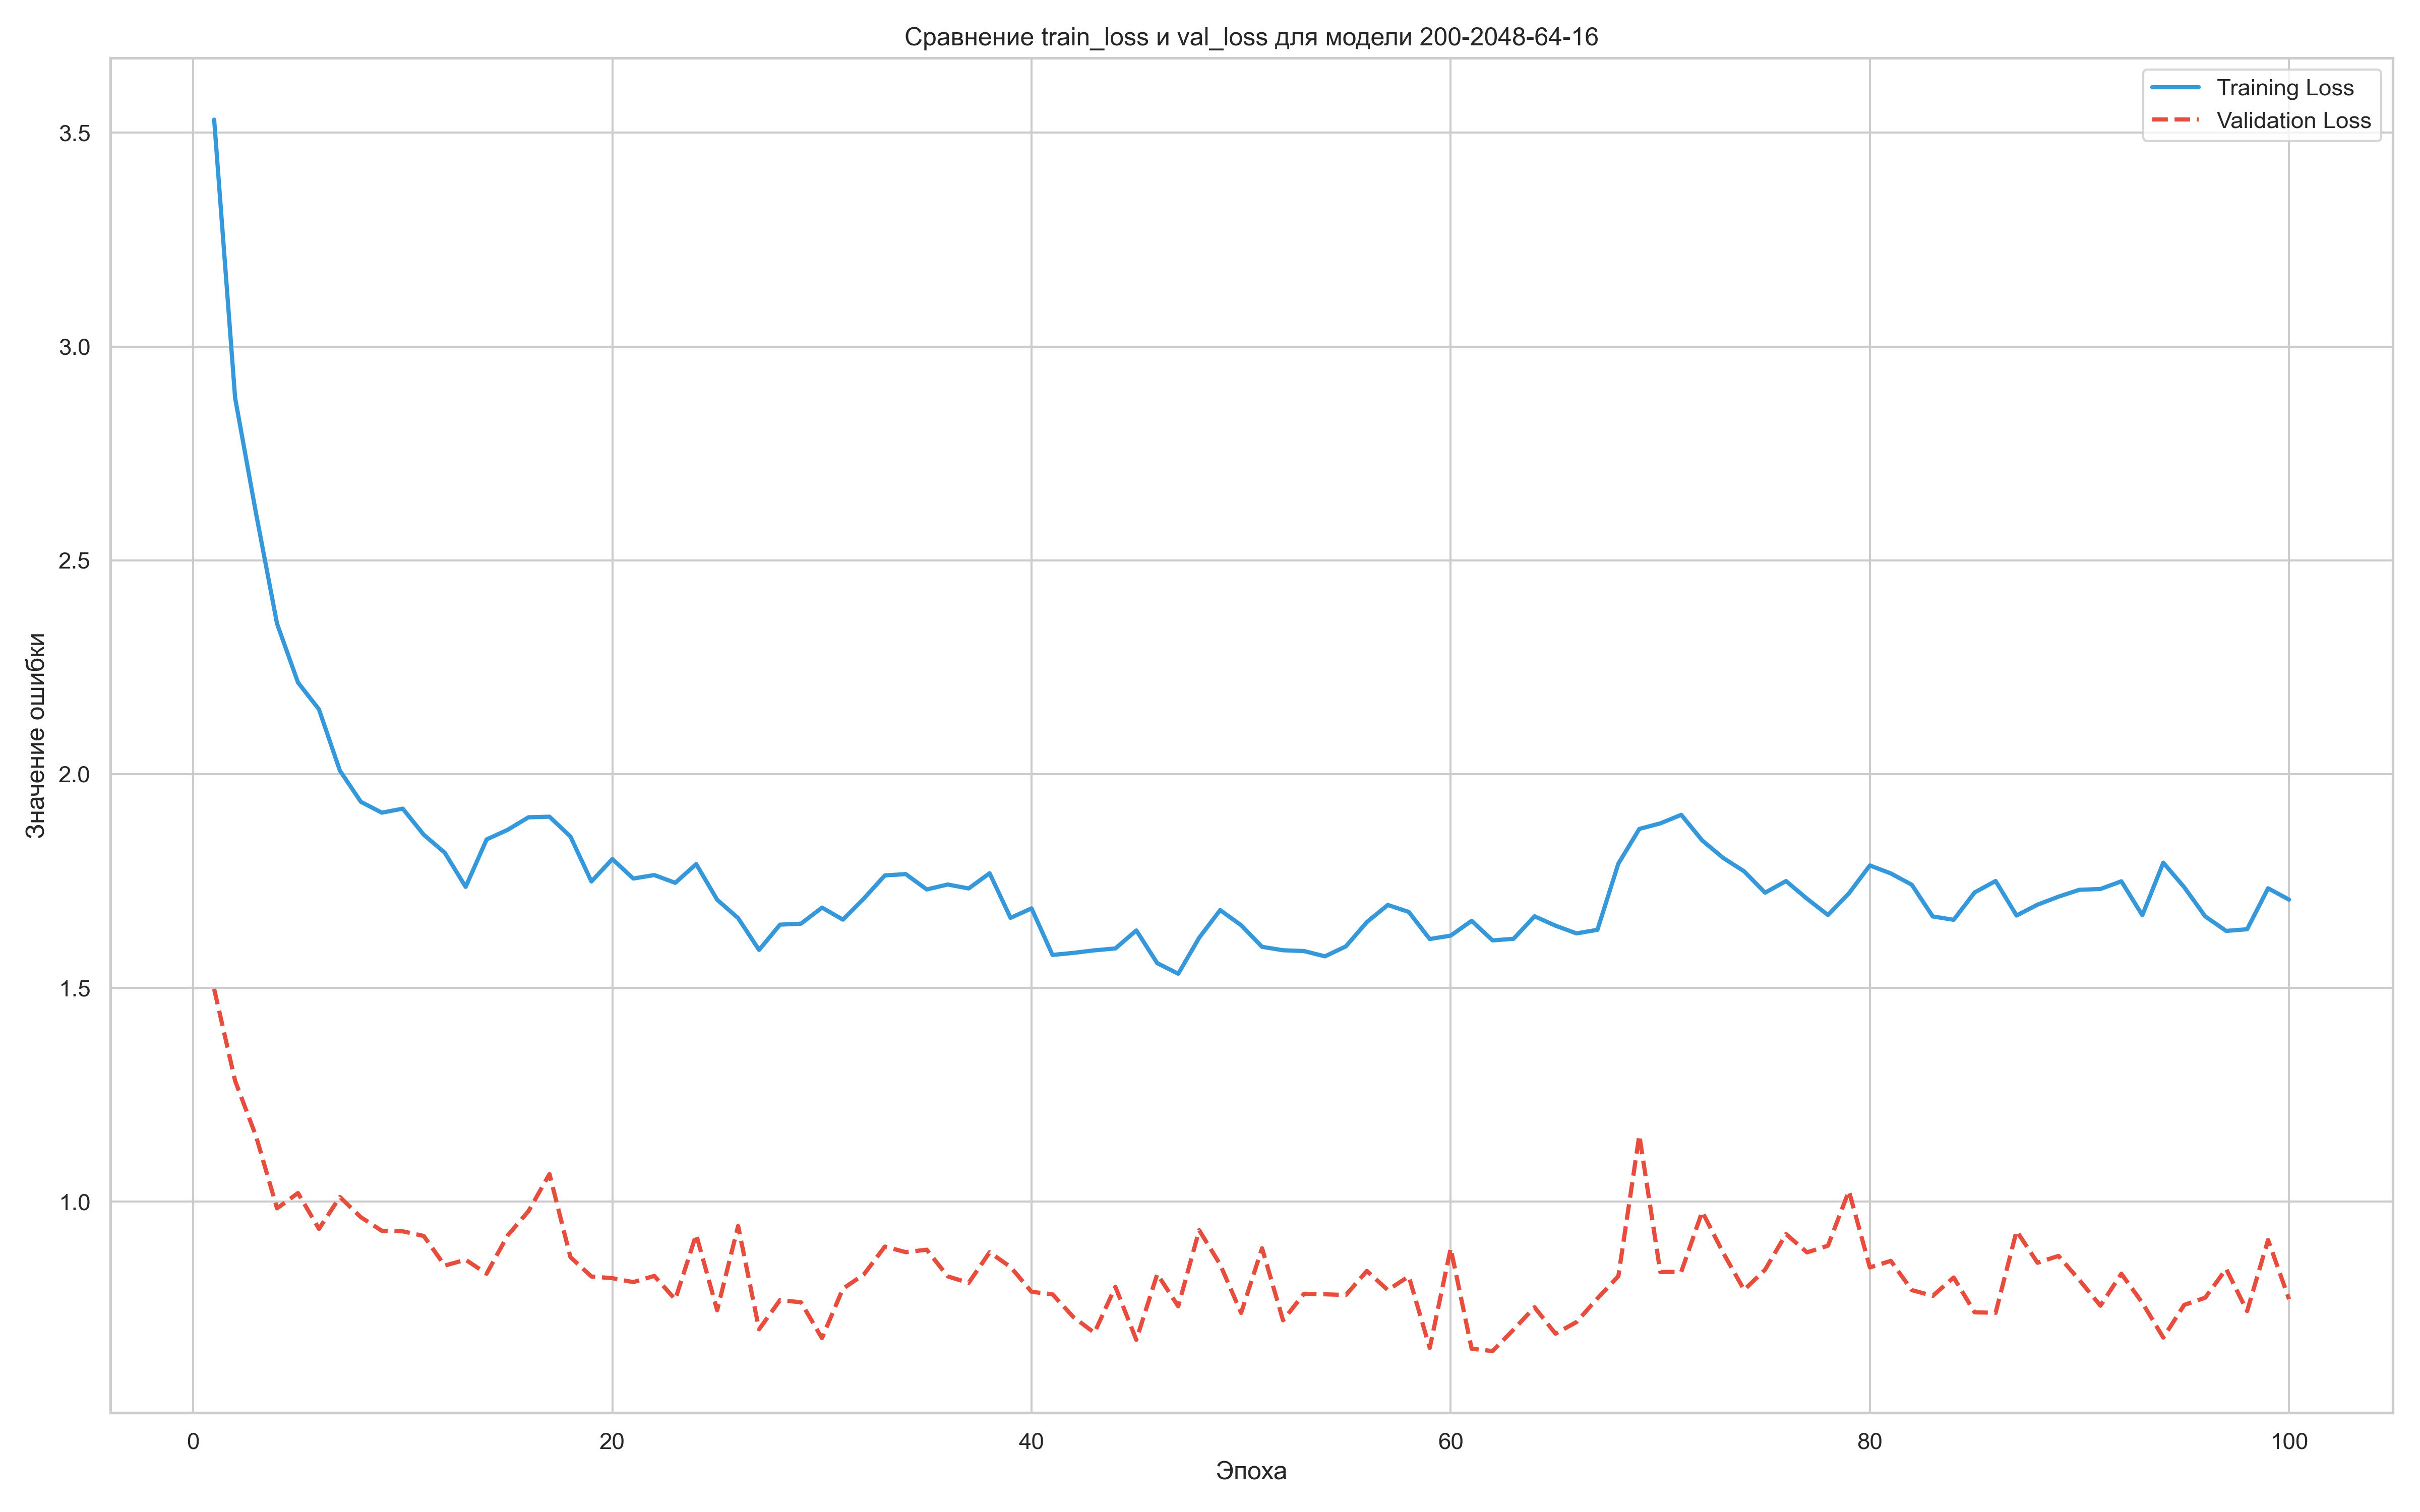 Сравнение train_loss и val_loss для модели 200-2048-64-16
Training Loss
Validation Loss
3.5
3.0
2.5
2.0
1.5
1.0
Значение ошибки
0 20 40 60 80 100
Эпоха